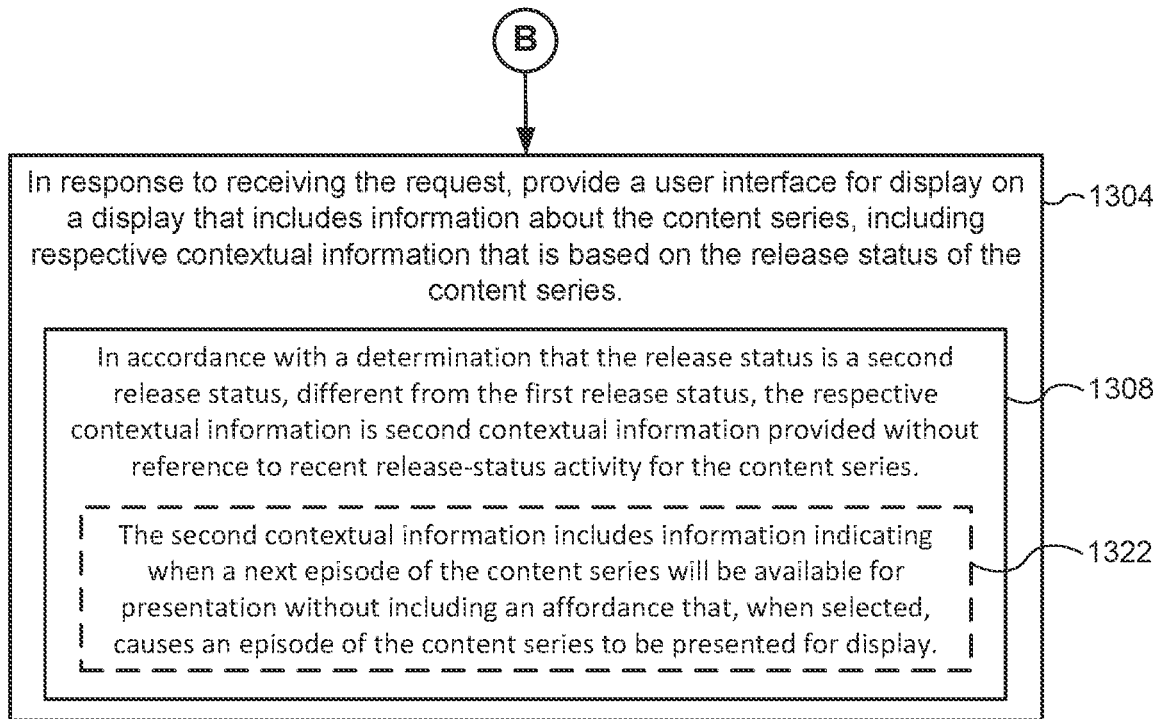 B
In response to receiving the request, provide a user interface for display on
a display that includes information about the content series, including
respective contextual information that is based on the release status of the
content series.
1304
In accordance with a determination that the release status is a second
release status, different from the first release status, the respective
contextual information is second contextual information provided without
reference to recent release-status activity for the content series.
1308
The second contextual information includes information indicating
when a next episode of the content series will be available for
presentation without including an affordance that, when selected,
causes an episode of the content series to be presented for display.
1322